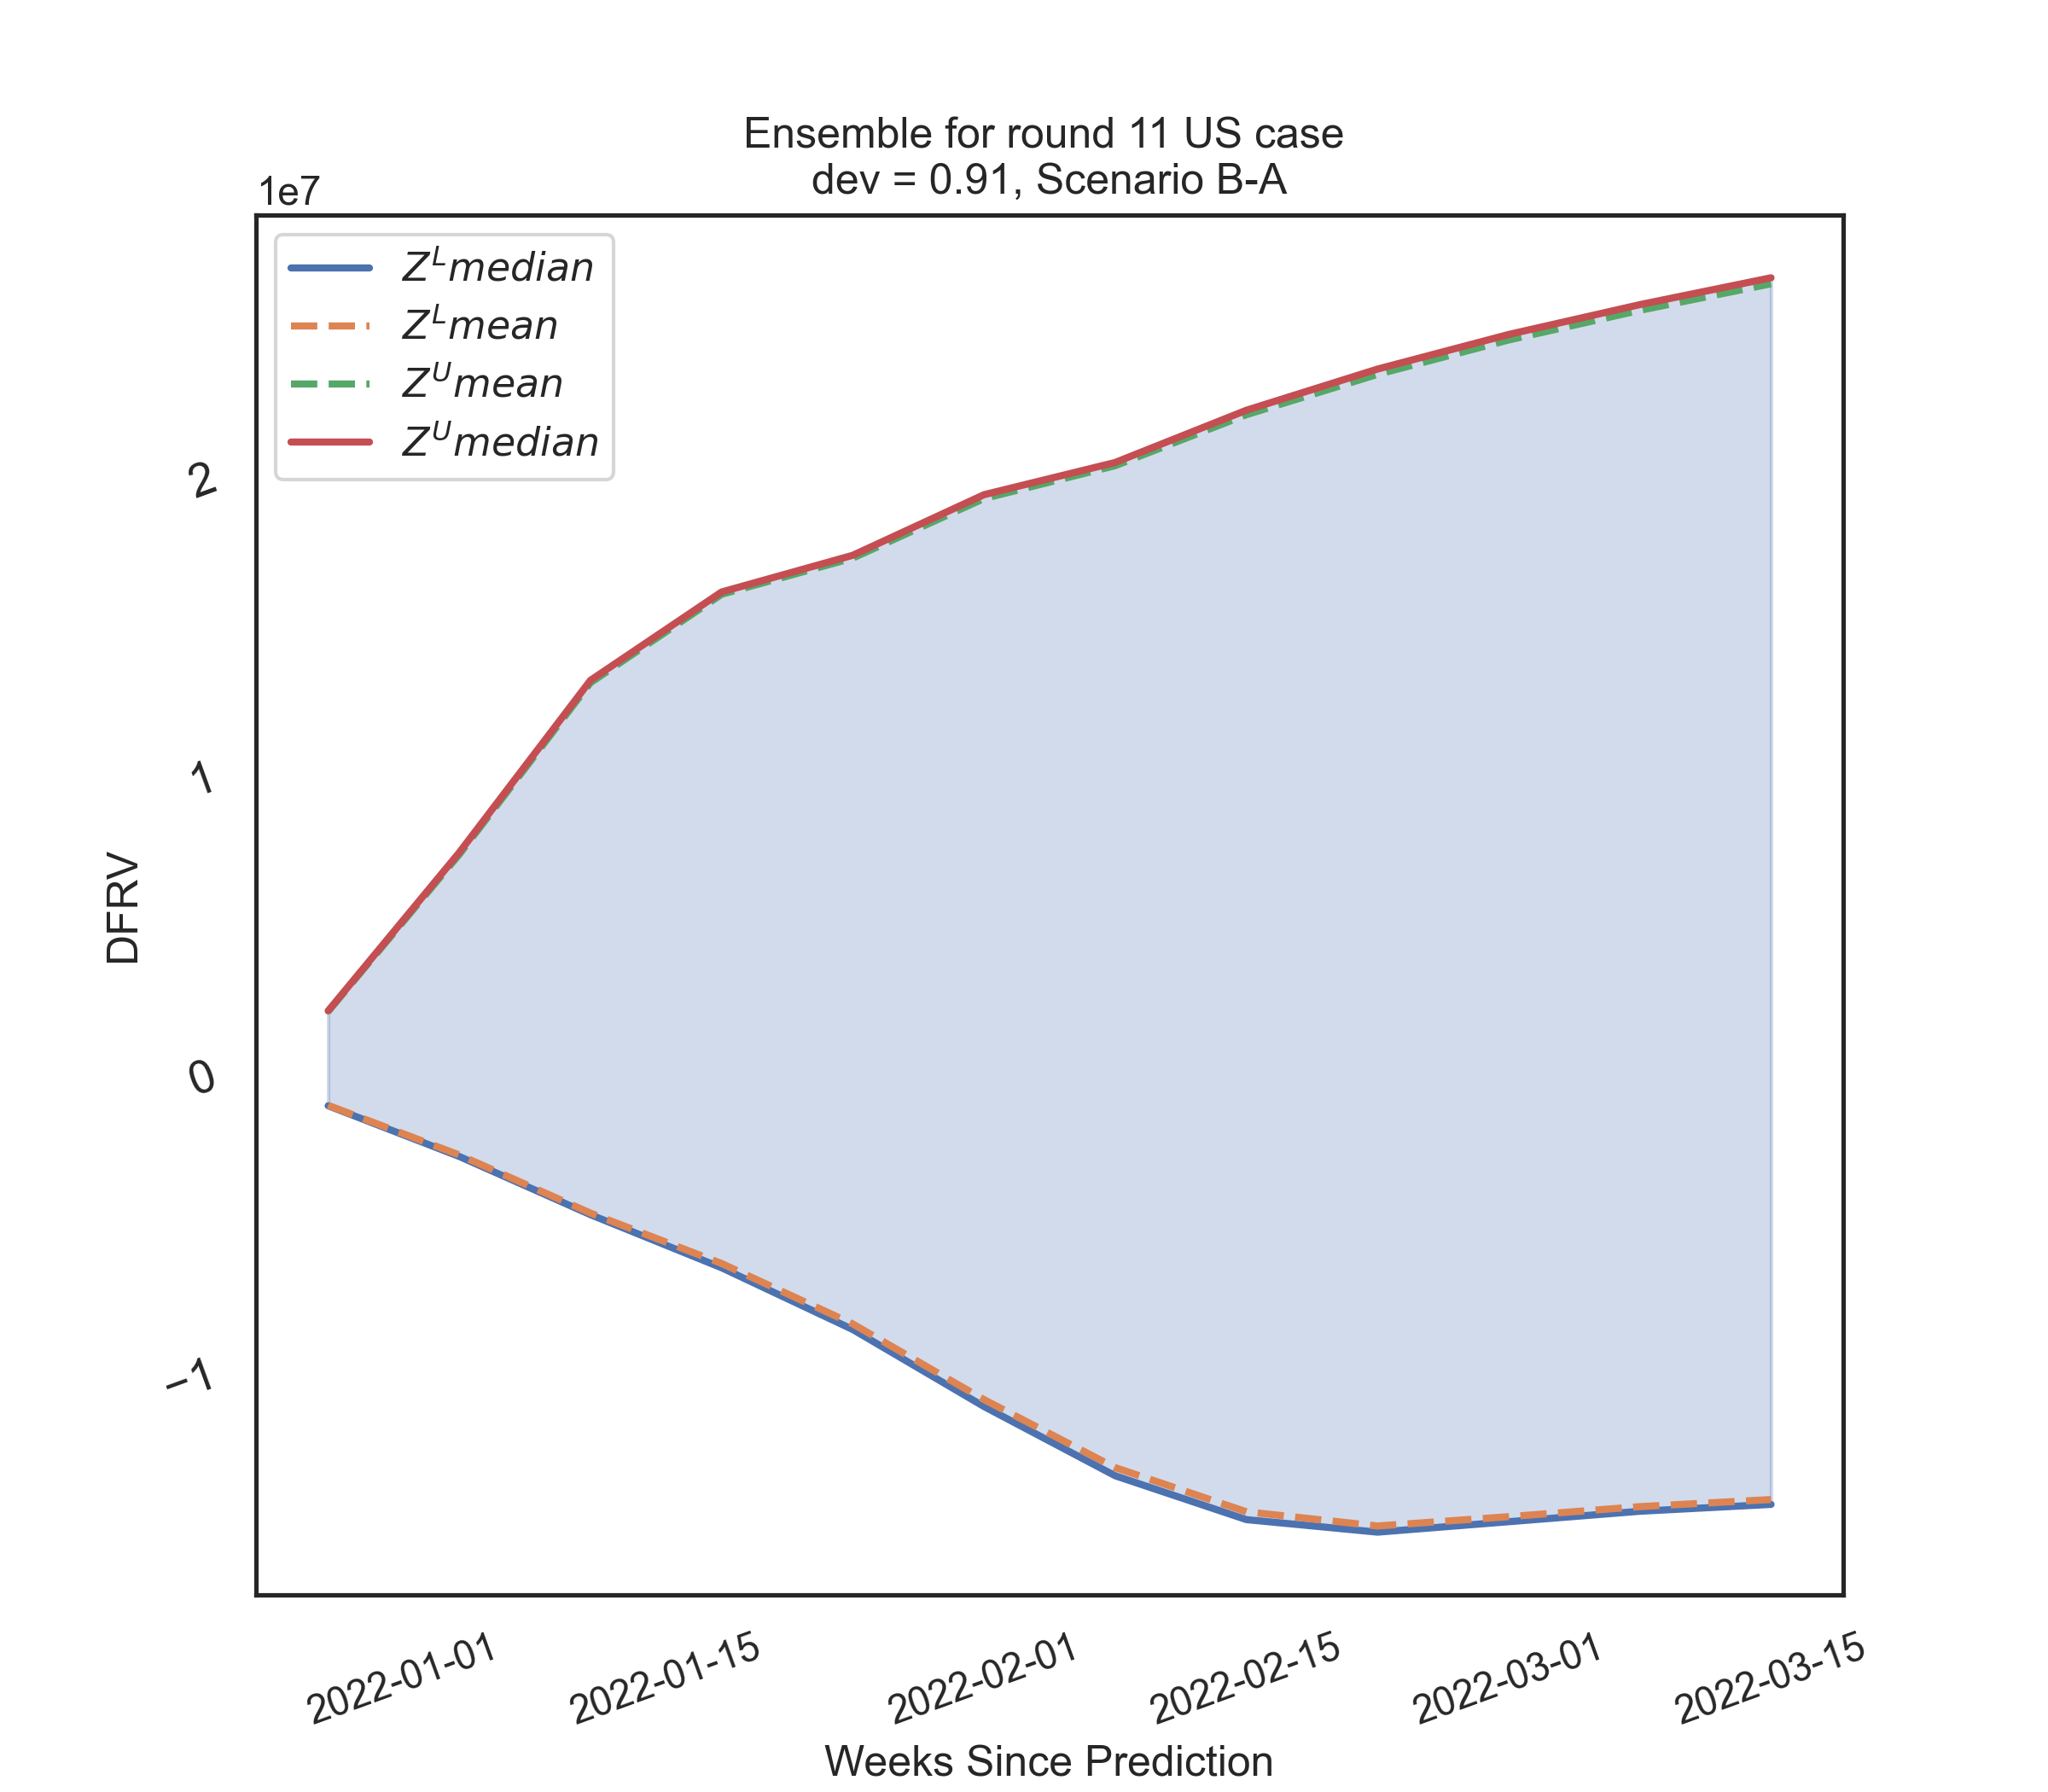 Ensemble for round 11 US case
dev = 0.91, Scenario B-A
1e7
Z^L median
Z^L mean
Z^U mean
Z^U median
2
1
0
−1
DFRV
2022-01-01
2022-01-15
2022-02-01
2022-02-15
2022-03-01
2022-03-15
Weeks Since Prediction